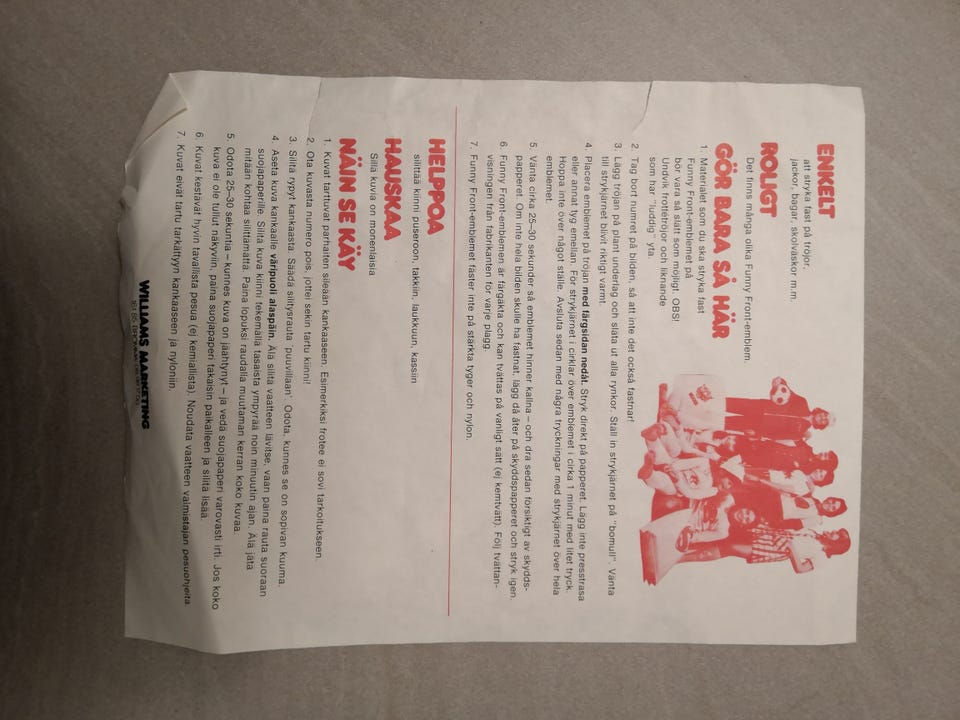 ENKELT
att stryka fast på tröjor,
jackor, bagar, skolväskor m.m.
ROLIGT
Det finns många olika Funny Front-emblem.
GÖR BARA SÅ HÄR
1. Materialet som du ska stryka fast
Funny Front-emblemet på
bör vara så slätt som möjligt. OBS!
Undvik frottétröjor och liknande
som har "luddig" yta.
2. Tag bort numret på bilden, så att inte det också fastnar!
3. Lägg tröjan på plant underlag och släta ut alla rynkor. Ställ in strykjärnet på "bomull". Vänta
till strykjärnet blivit riktigt varmt.
4. Placera emblemet på tröjan med färgsidan nedåt. Stryk direkt på papperet. Lägg inte presstrasa
eller annat tyg emellan. För strykjärnet i cirklar över emblemet i cirka 1 minut med litet tryck.
Hoppa inte över något ställe. Avsluta sedan med några tryckningar med strykjärnet över hela
emblemet.
5. Vänta cirka 25-30 sekunder så emblemet hinner kallna – och dra sedan försiktigt av skydds-
papperet. Om inte hela bilden skulle ha fastnat, lägg då åter på skyddspapperet och stryk igen.
6. Funny Front-emblemen är färgäkta och kan tvättas på vanligt sätt (ej kemtvätt). Följ tvättan-
visningen från fabrikanten för varje plagg.
7. Funny Front-emblemet fäster inte på stärkta tyger och nylon.
HELPPOA
silittää kiinni puseroon, takkiin, laukkuun, kassiin
HAUSKAA
Sillä kuvia on monenlaisia
NÄIN SE KÄY
1. Kuvat tarttuvat parhaiten sileään kankaaseen. Esimerkiksi frotee ei sovi tarkoitukseen.
2. Ota kuvasta numero pois, jottei sekin tartu kiinni!
3. Silitä rypyt kankaasta. Säädä silitysrauta "puuvillaan". Odota, kunnes se on sopivan kuuma.
4. Aseta kuva kankaalle väripuoli alaspäin. Älä silitä vaatteen lävitse, vaan paina rauta suoraan
suojapaperille. Silitä kuva kiinni tekemällä tasaista ympyrää noin minuutin ajan. Älä jätä
mitään kohtaa silittämättä. Paina lopuksi raudalla muutaman kerran koko kuvaa.
5. Odota 25-30 sekuntia – kunnes kuva on jäähtynyt – ja vedä suojapaperi varovasti irti. Jos koko
kuva ei ole tullut näkyviin, paina suojapaperi takaisin paikalleen ja silitä lisää.
6. Kuvat kestävät hyvin tavallista pesua (ej kemiallista). Noudata vaatteen valmistajan pesuohjeita.
7. Kuvat eivät tartu tärkättyyn kankaaseen ja nyloniin.
WILLIAMS MARKETING